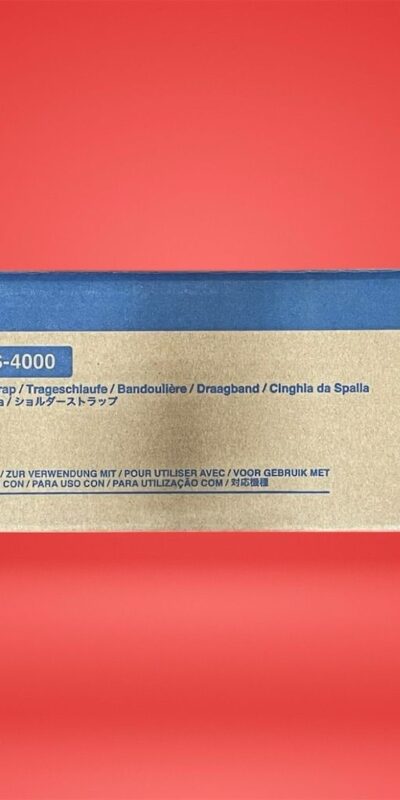 -4000
rap / Trageschlaufe / Bandoulière / Draagband / Cinghia da Spalla
a / ショルダーストラップ
/ ZUR VERWENDUNG MIT / POUR UTILISER AVEC / VOOR GEBRUIK MET
CON / PARA USO CON / PARA UTILIZAÇÃO COM / 対応機種